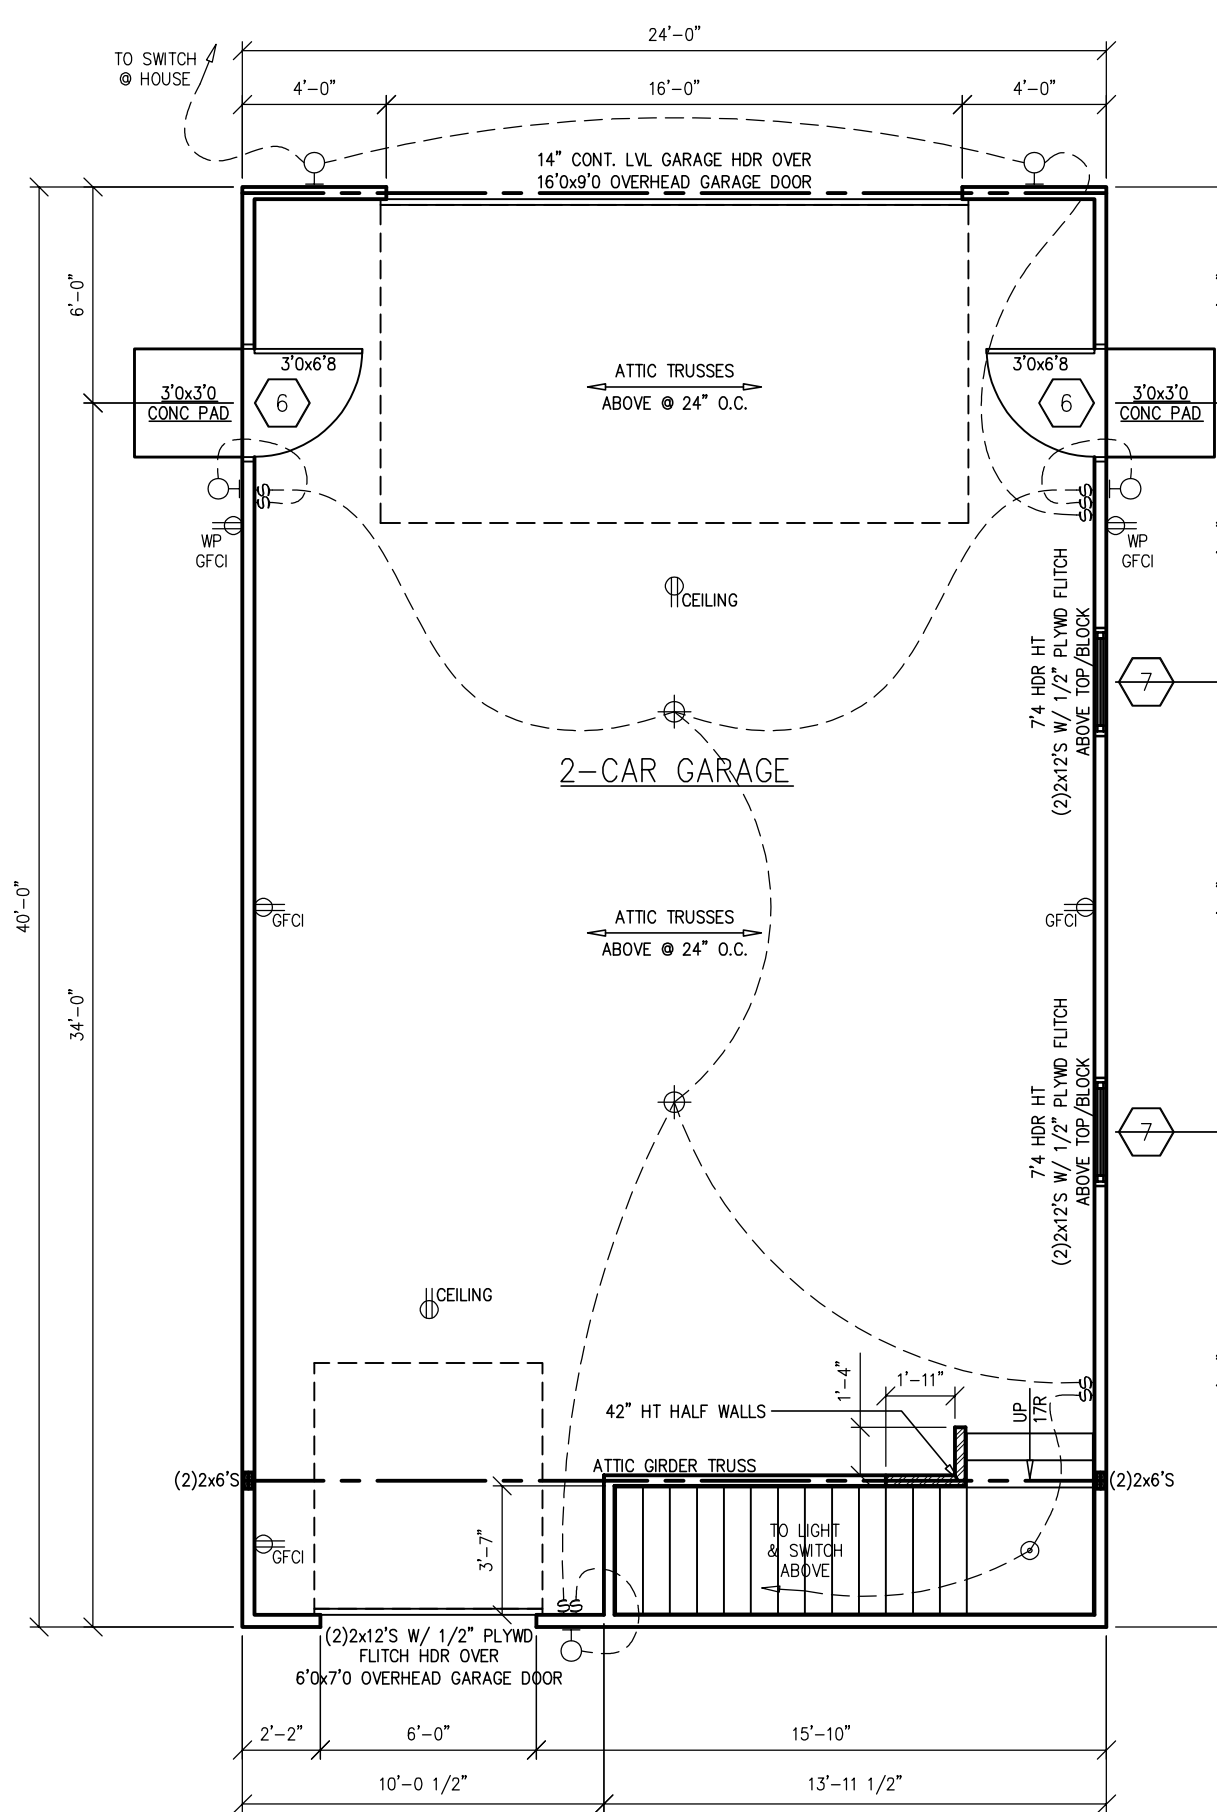 24'-0"
TO SWITCH
@ HOUSE
4'-0"
16'-0"
4'-0"
14" CONT. LVL GARAGE HDR OVER
16'0x9'0 OVERHEAD GARAGE DOOR
6'-0"
3'0x6'8
3'0x6'8
ATTIC TRUSSES
ABOVE @ 24" O.C.
3'0x3'0
CONC PAD
6
6
3'0x3'0
CONC PAD
SS
SSS
WP
GFCI
WP
GFCI
CEILING
7'4 HDR HT
(2)2x12'S W/ 1/2" PLYWD FLITCH
ABOVE TOP/BLOCK
7
2-CAR GARAGE
40'-0"
GFCI
GFCI
ATTIC TRUSSES
ABOVE @ 24" O.C.
34'-0"
7'4 HDR HT
(2)2x12'S W/ 1/2" PLYWD FLITCH
ABOVE TOP/BLOCK
7
CEILING
1'-4"
1'-11"
SS
UP
17R
42" HT HALF WALLS
ATTIC GIRDER TRUSS
(2)2x6'S
(2)2x6'S
3'-7"
TO LIGHT
& SWITCH
ABOVE
GFCI
SS
(2)2x12'S W/ 1/2" PLYWD
FLITCH HDR OVER
6'0x7'0 OVERHEAD GARAGE DOOR
2'-2"
6'-0"
15'-10"
10'-0 1/2"
13'-11 1/2"